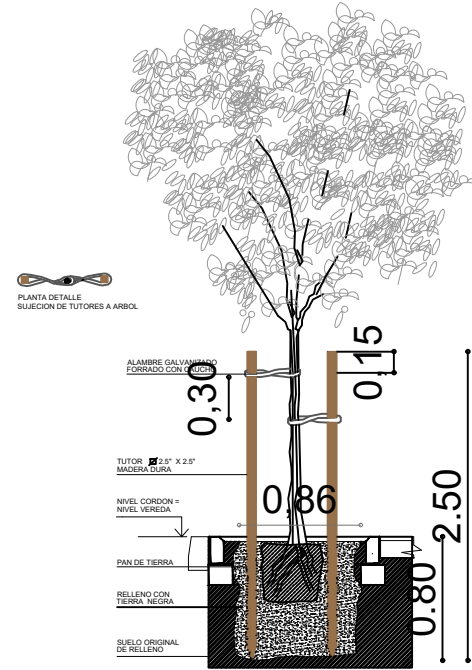 PLANTA DETALLE
SUJECION DE TUTORES A ARBOL
ALAMBRE GALVANIZADO
FORRADO CON CAUCHO
0,30
0,15
TUTOR 2.5" X 2.5"
MADERA DURA
0,86
2.50
NIVEL CORDON =
NIVEL VEREDA
PAN DE TIERRA
0.80
RELLENO CON
TIERRA NEGRA
SUELO ORIGINAL
DE RELLENO